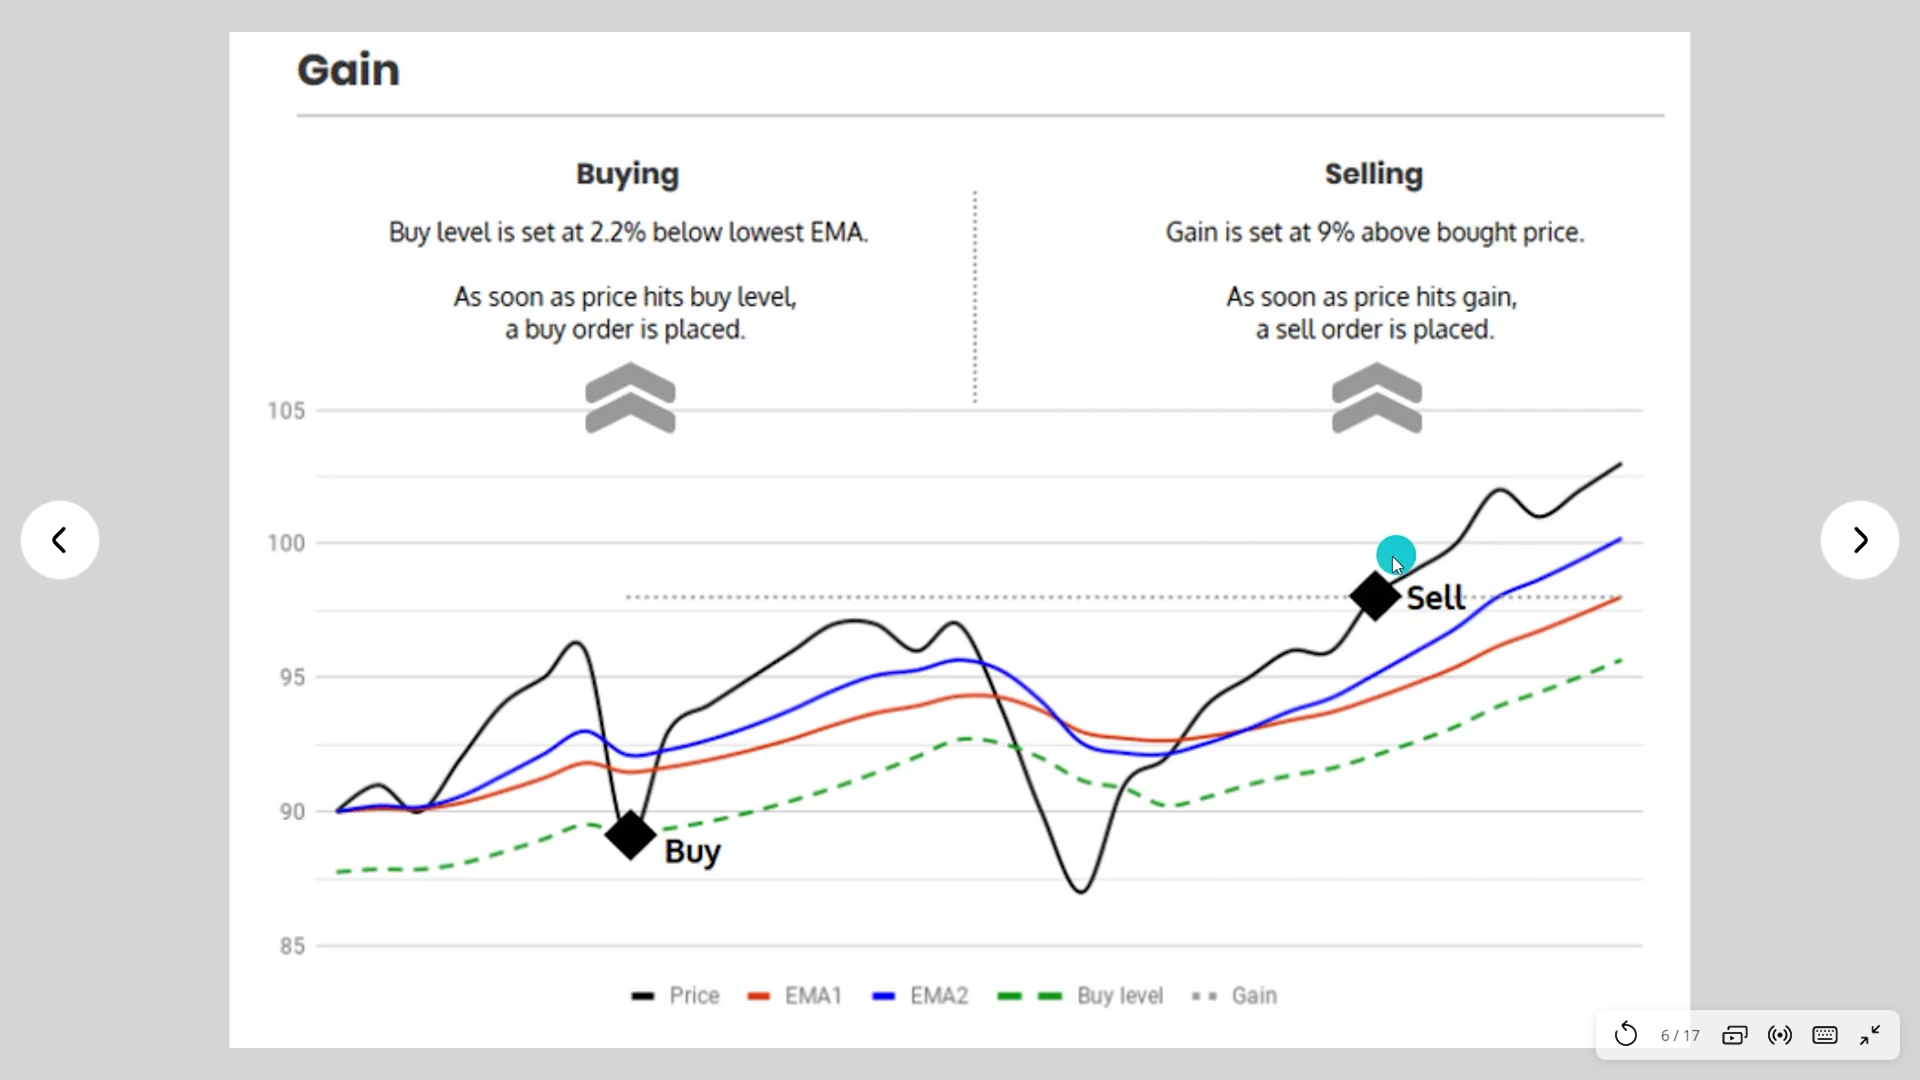 Gain
Buying
Buy level is set at 2.2% below lowest EMA.
As soon as price hits buy level,
a buy order is placed.
Selling
Gain is set at 9% above bought price.
As soon as price hits gain,
a sell order is placed.
105
100
95
90
85
Sell
Buy
Price EMA1 EMA2 Buy level Gain
6 / 17